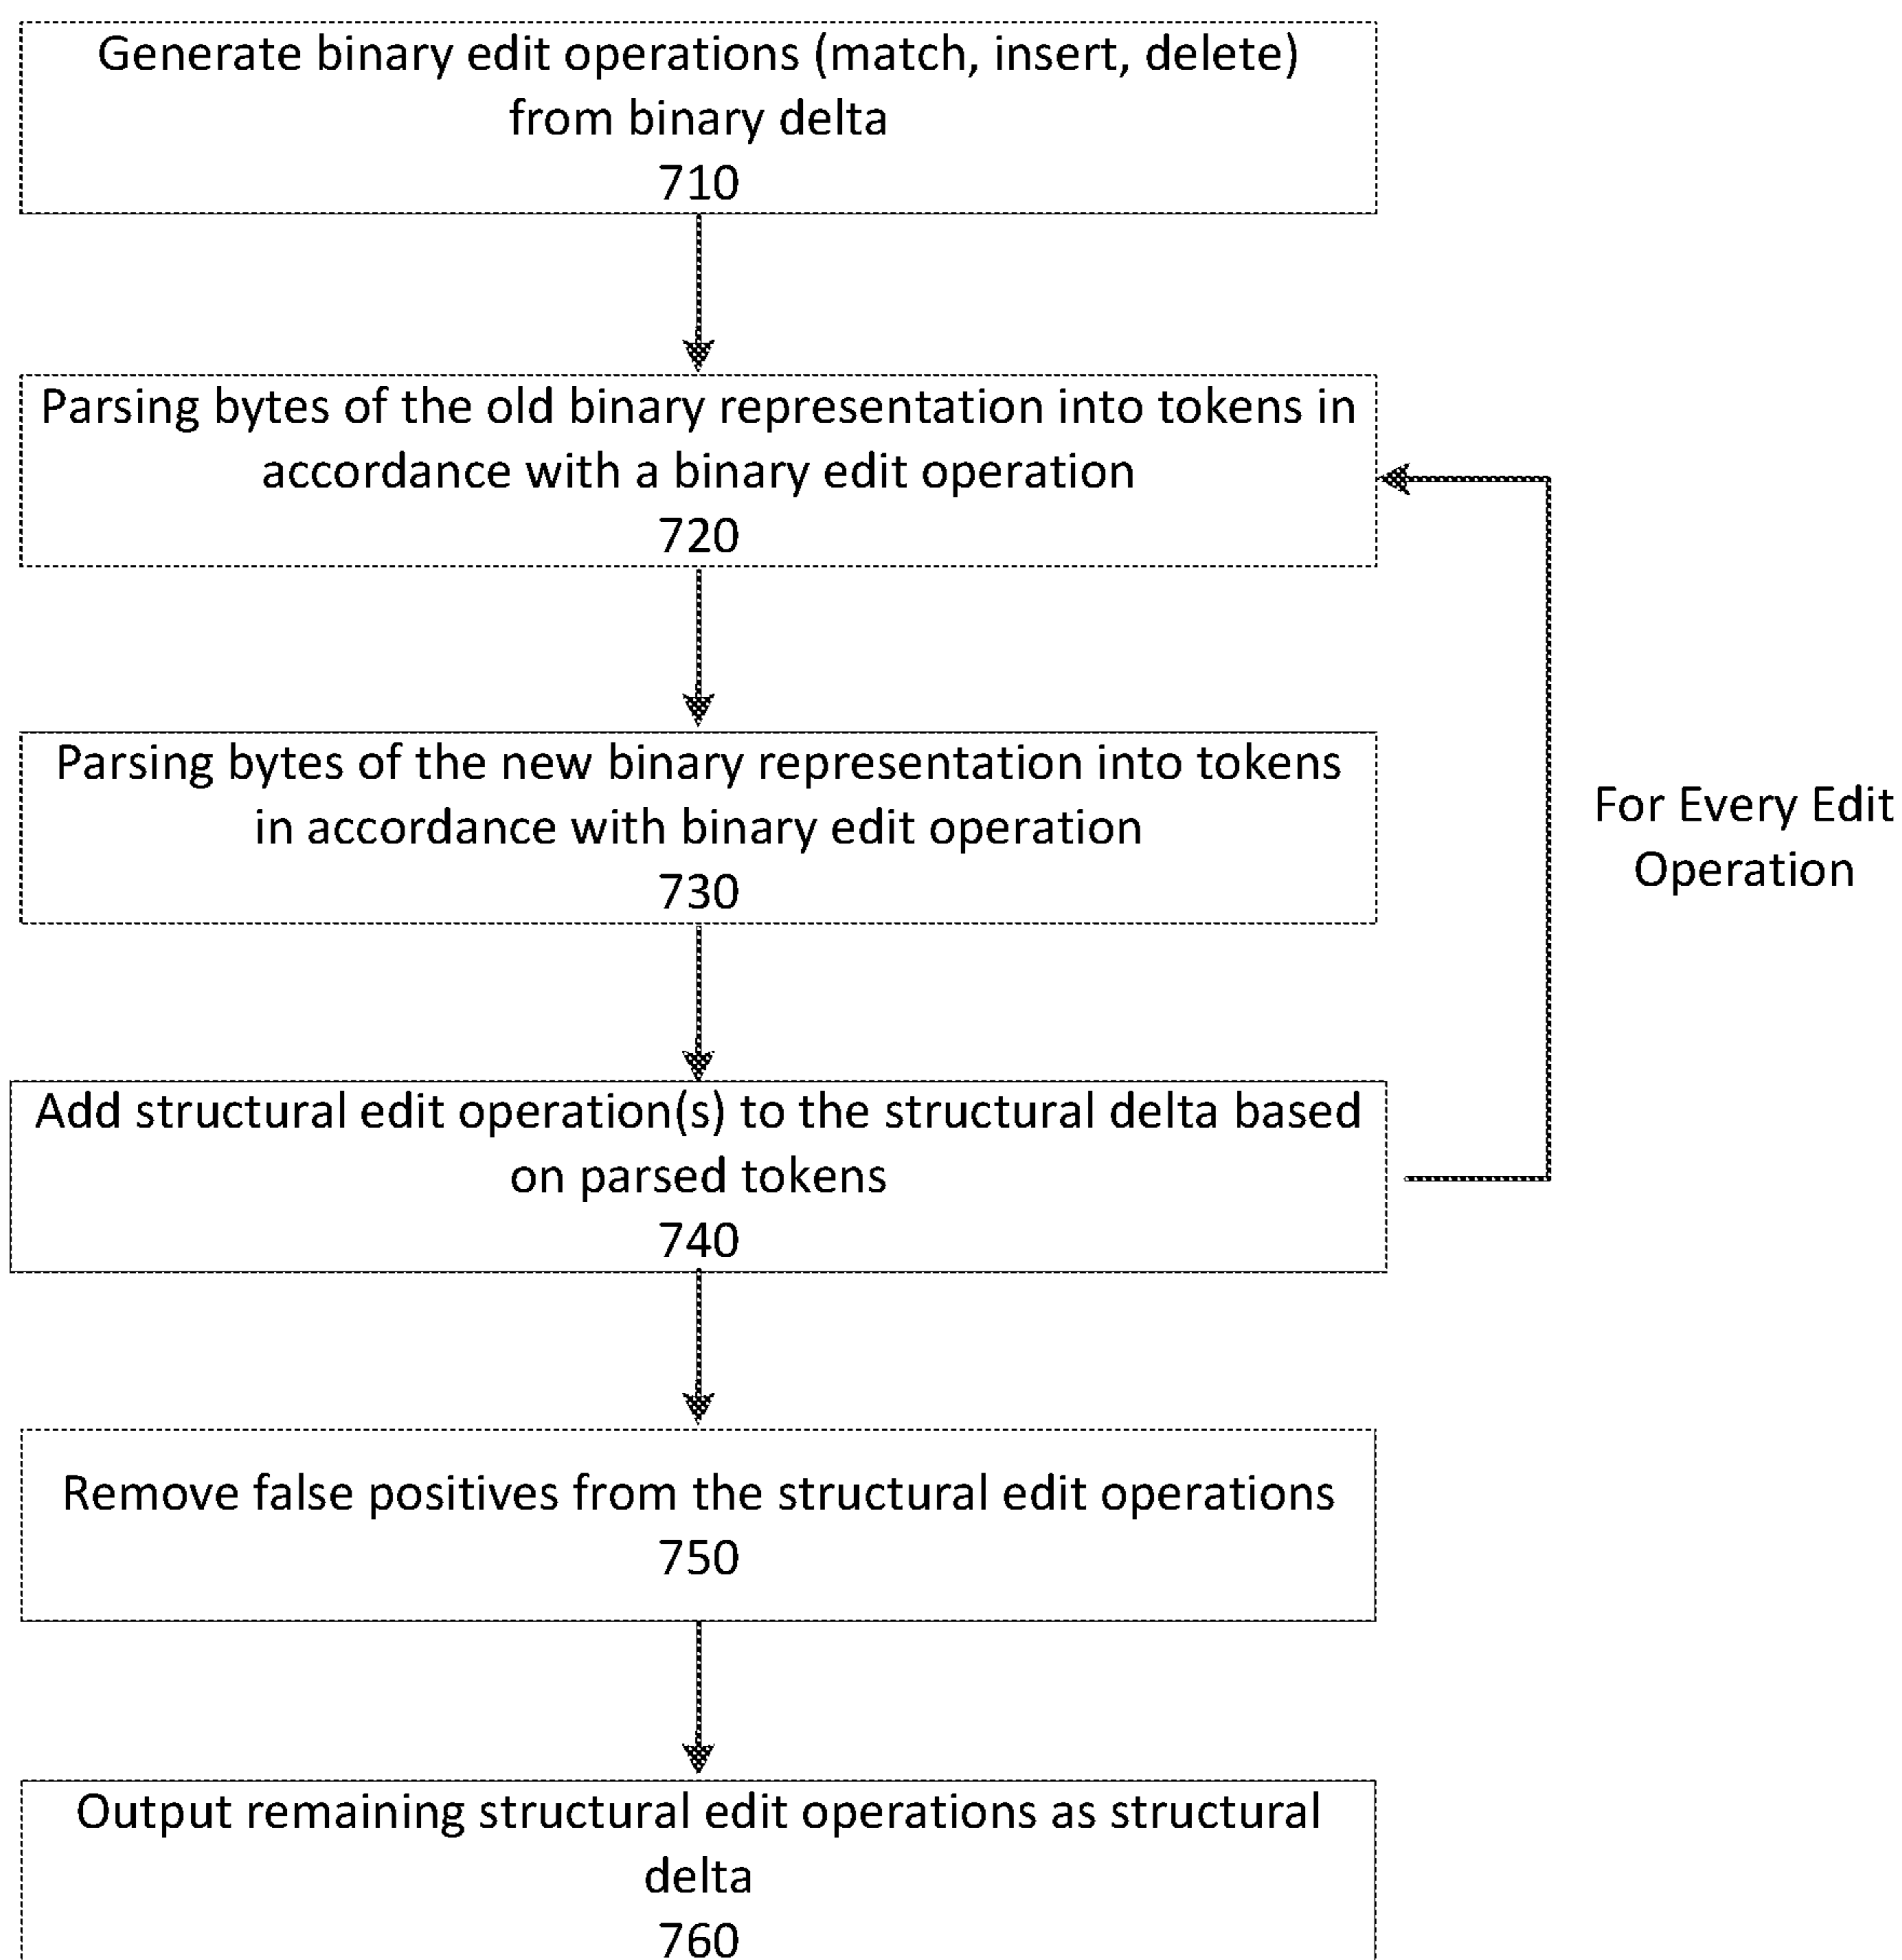 Generate binary edit operations (match, insert, delete)
from binary delta
710
Parsing bytes of the old binary representation into tokens in
accordance with a binary edit operation
720
Parsing bytes of the new binary representation into tokens
in accordance with binary edit operation
730
For Every Edit
Operation
Add structural edit operation(s) to the structural delta based
on parsed tokens
740
Remove false positives from the structural edit operations
750
Output remaining structural edit operations as structural
delta
760